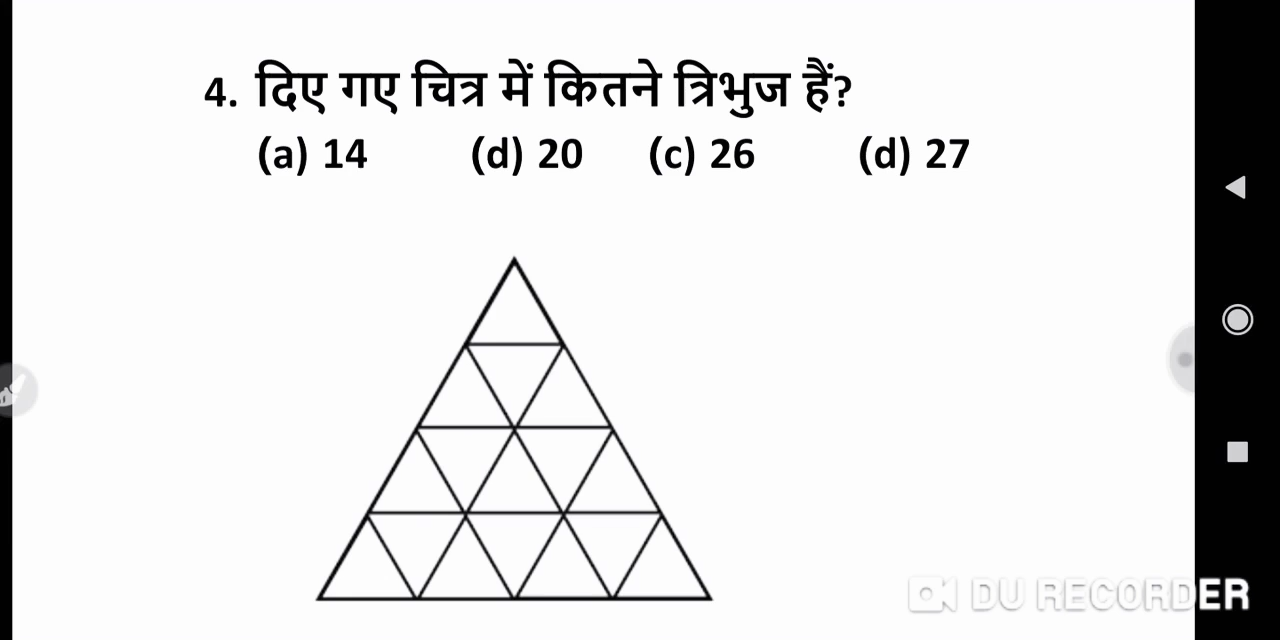 4. दिए गए चित्र में कितने त्रिभुज हैं?
(a) 14 (d) 20 (c) 26 (d) 27
DU RECORDER